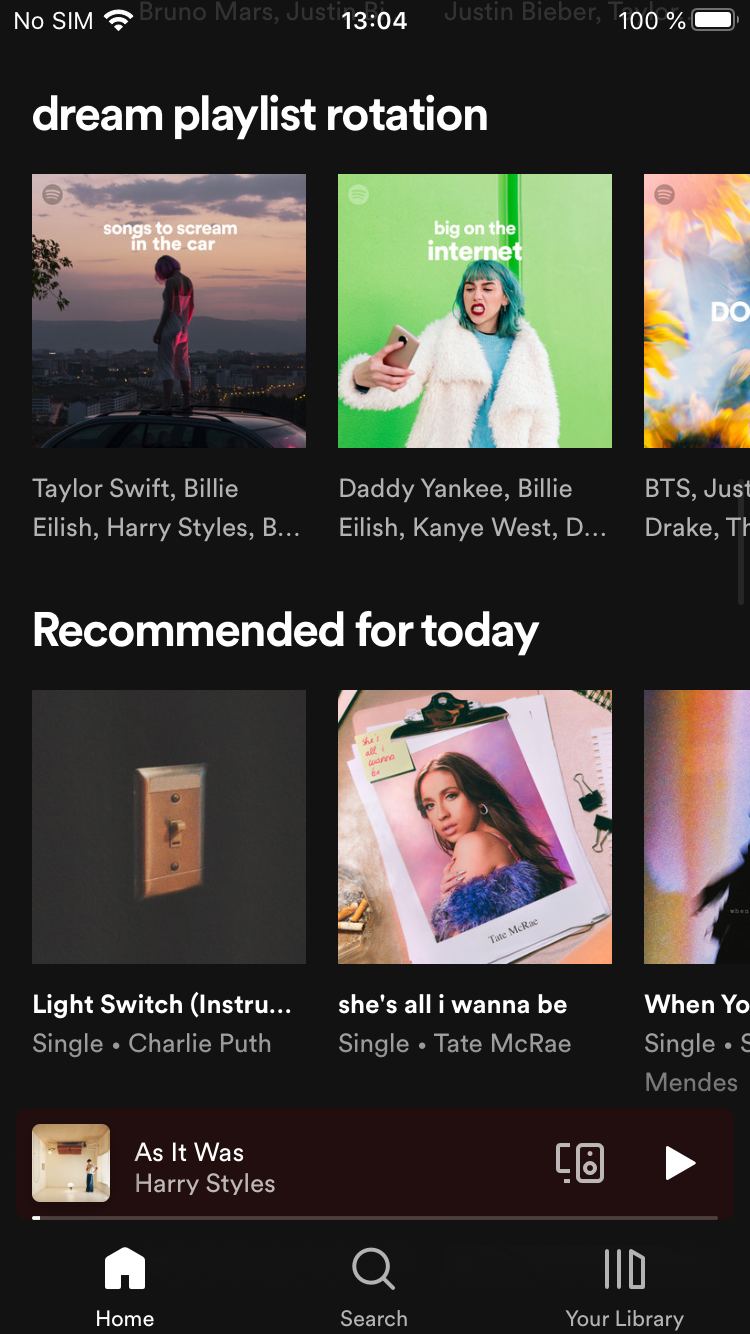 Bruno Mars, Justin Bi
Justin Bieber, Taylor
No SIM
13:04
100 %
dream playlist rotation
songs to scream
in the car
big on the
internet
DO
Taylor Swift, Billie
Eilish, Harry Styles, B...
Daddy Yankee, Billie
Eilish, Kanye West, D...
BTS, Just
Drake, Th
Recommended for today
she's
all i
wanna
be
Tate McRae
when
Light Switch (Instru...
Single • Charlie Puth
she's all i wanna be
Single • Tate McRae
When Yo
Single • S
Mendes
As It Was
Harry Styles
Home
Search
Your Library